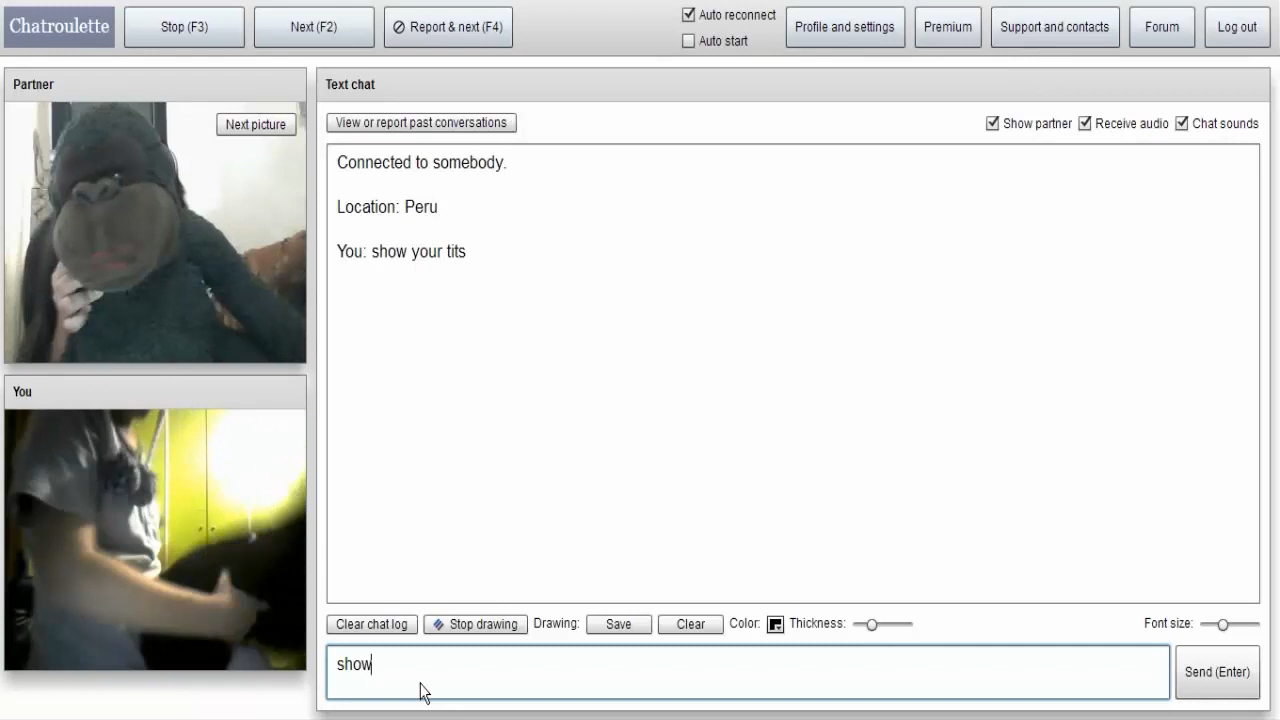 Chatroulette
Stop (F3)
Next (F2)
Report & next (F4)
Auto reconnect
Auto start
Profile and settings
Premium
Support and contacts
Forum
Log out
Partner
Next picture
You
Text chat
View or report past conversations
Show partner
Receive audio
Chat sounds
Connected to somebody.
Location: Peru
You: show your tits
Clear chat log
Stop drawing
Drawing:
Save
Clear
Color:
Thickness:
Font size:
show
Send (Enter)